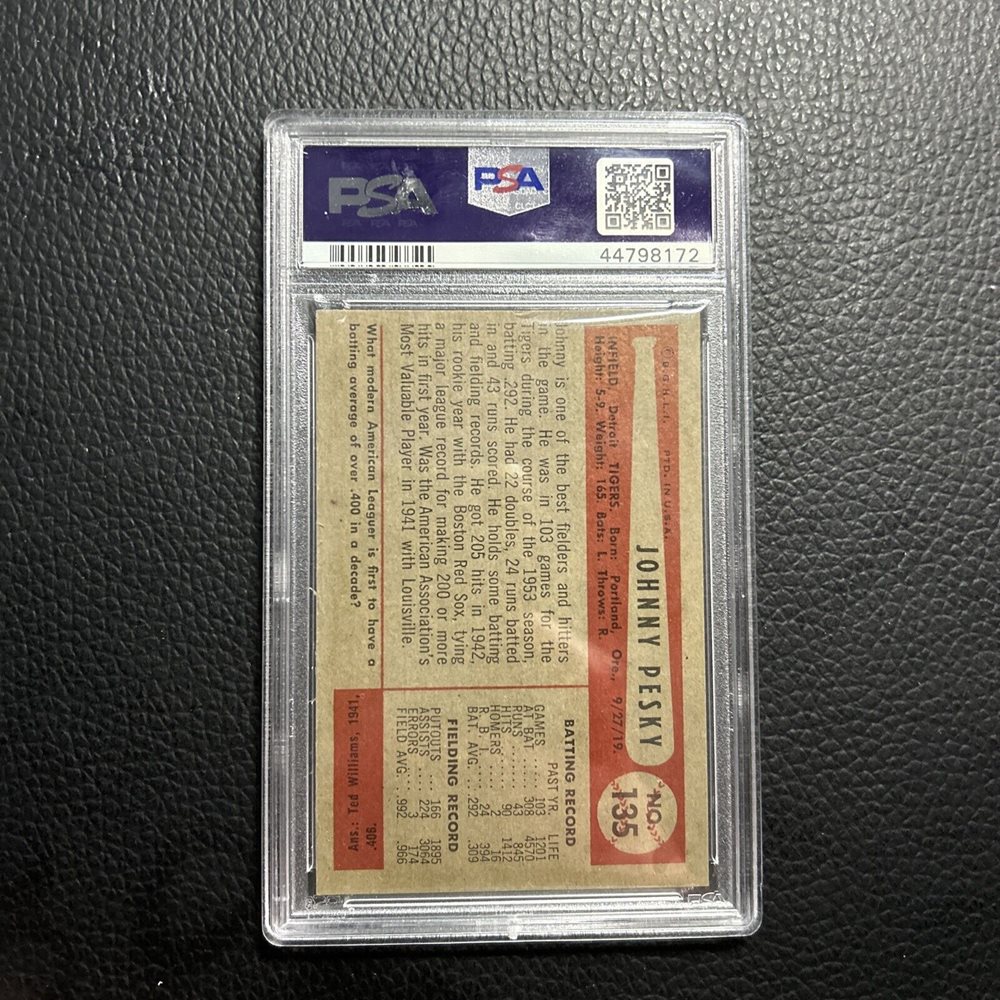 PSA
PSA
44798172
© B.G.H.L.I. PTD. IN U.S.A.
JOHNNY PESKY
NO.
135
INFIELD, Detroit TIGERS. Born: Portland, Ore., 9/27/19.
Height: 5-9. Weight: 165. Bats: L. Throws: R.
Johnny is one of the best fielders and hitters
in the game. He was in 103 games for the
Tigers during the course of the 1953 season,
batting .292. He had 22 doubles, 24 runs batted
in and 43 runs scored. He holds some batting
and fielding records. He got 205 hits in 1942,
his rookie year with the Boston Red Sox, tying
a major league record for making 200 or more
hits in first year. Was the American Association's
Most Valuable Player in 1941 with Louisville.
BATTING RECORD
PAST YR. LIFE
GAMES 103 1201
AT BAT 308 4570
RUNS 43 845
HITS 90 1412
HOMERS 2 16
R. B. I. 24 394
BAT. AVG. .292 .309
FIELDING RECORD
PUTOUTS 166 1895
ASSISTS 224 3064
ERRORS 3 174
FIELD AVG. .992 .966
What modern American Leaguer is first to have a
batting average of over .400 in a decade?
.406.
Ans.: Ted Williams, 1941,
PSA